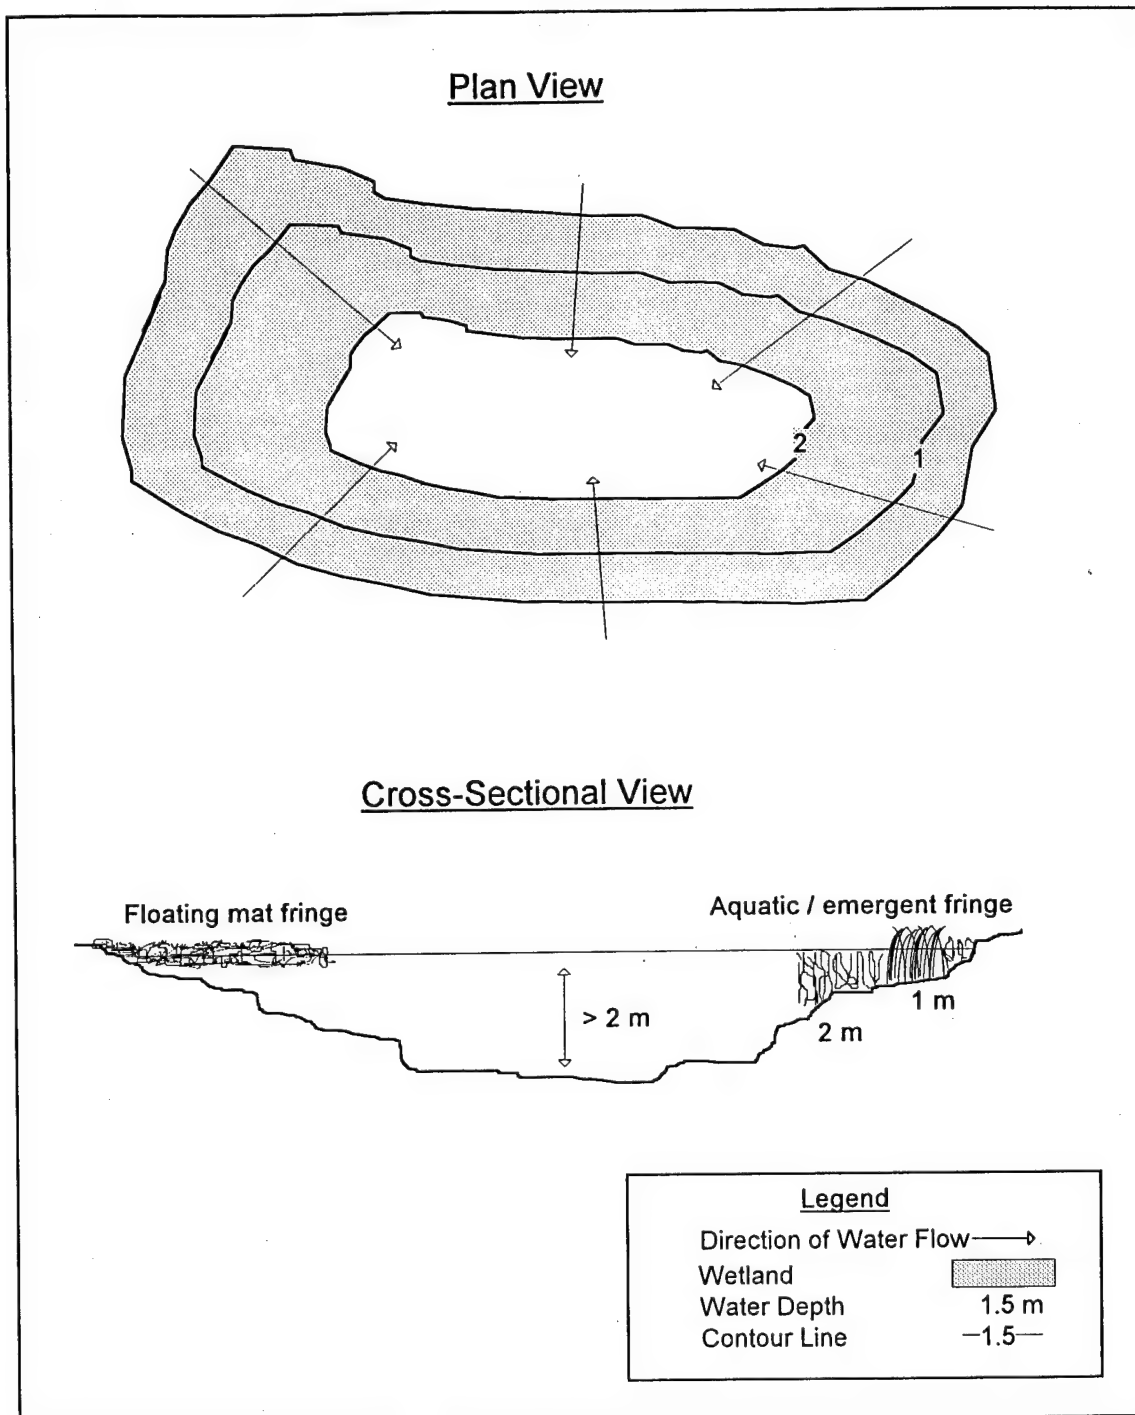 Plan View
2
1
Cross-Sectional View
Floating mat fringe
Aquatic / emergent fringe
> 2 m
1 m
2 m
Legend
Direction of Water Flow
Wetland
Water Depth 1.5 m
Contour Line 1.5